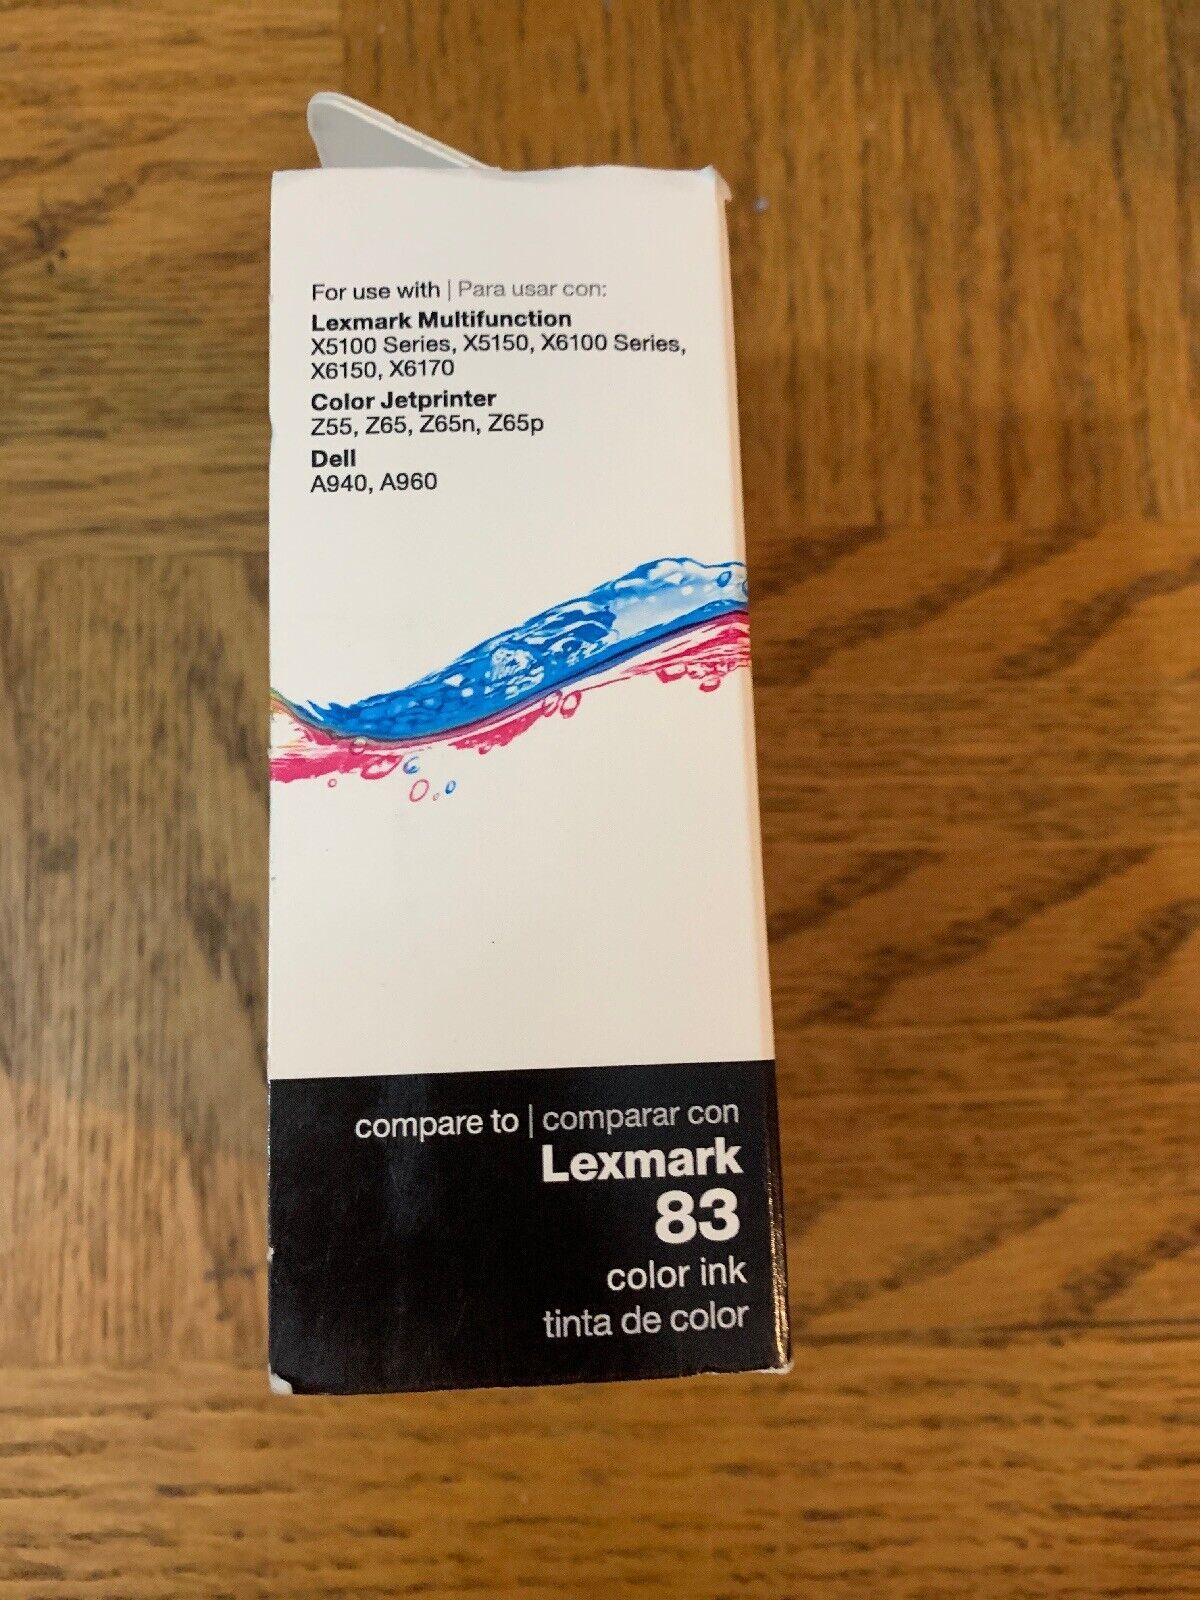 For use with | Para usar con:
Lexmark Multifunction
X5100 Series, X5150, X6100 Series,
X6150, X6170
Color Jetprinter
Z55, Z65, Z65n, Z65p
Dell
A940, A960
compare to | comparar con
Lexmark
83
color ink
tinta de color